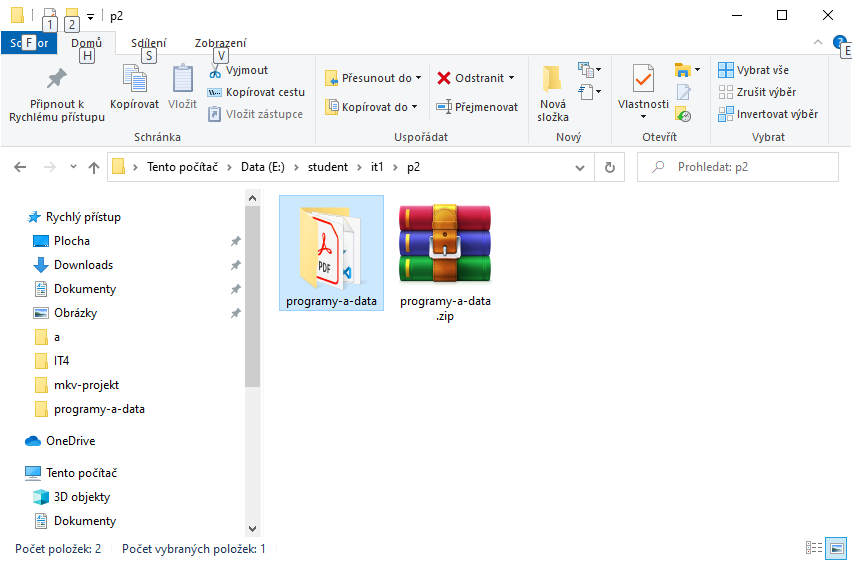 p2
1
2
F
Domů
Sdílení
Zobrazení
H
S
V
E
Připnout k
Rychlému přístupu
Kopírovat
Vložit
Vyjmout
Kopírovat cestu
Vložit zástupce
Schránka
Přesunout do
Kopírovat do
Odstranit
Přejmenovat
Uspořádat
Nová
složka
Nový
Vlastnosti
Otevřít
Vybrat vše
Zrušit výběr
Invertovat výběr
Vybrat
Tento počítač
Data (E:)
student
it1
p2
Prohledat: p2
Rychlý přístup
Plocha
Downloads
Dokumenty
Obrázky
a
IT4
mkv-projekt
programy-a-data
OneDrive
Tento počítač
3D objekty
Dokumenty
PDF
programy-a-data
programy-a-data
.zip
Počet položek: 2
Počet vybraných položek: 1